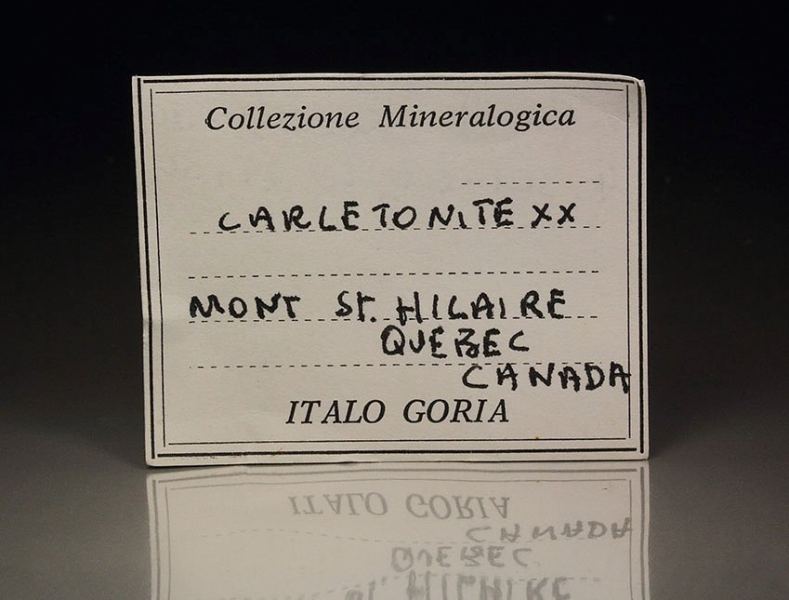 Collezione Mineralogica
CARLETONITE XX
MONT ST. HILAIRE
QUEBEC
CANADA
ITALO GORIA